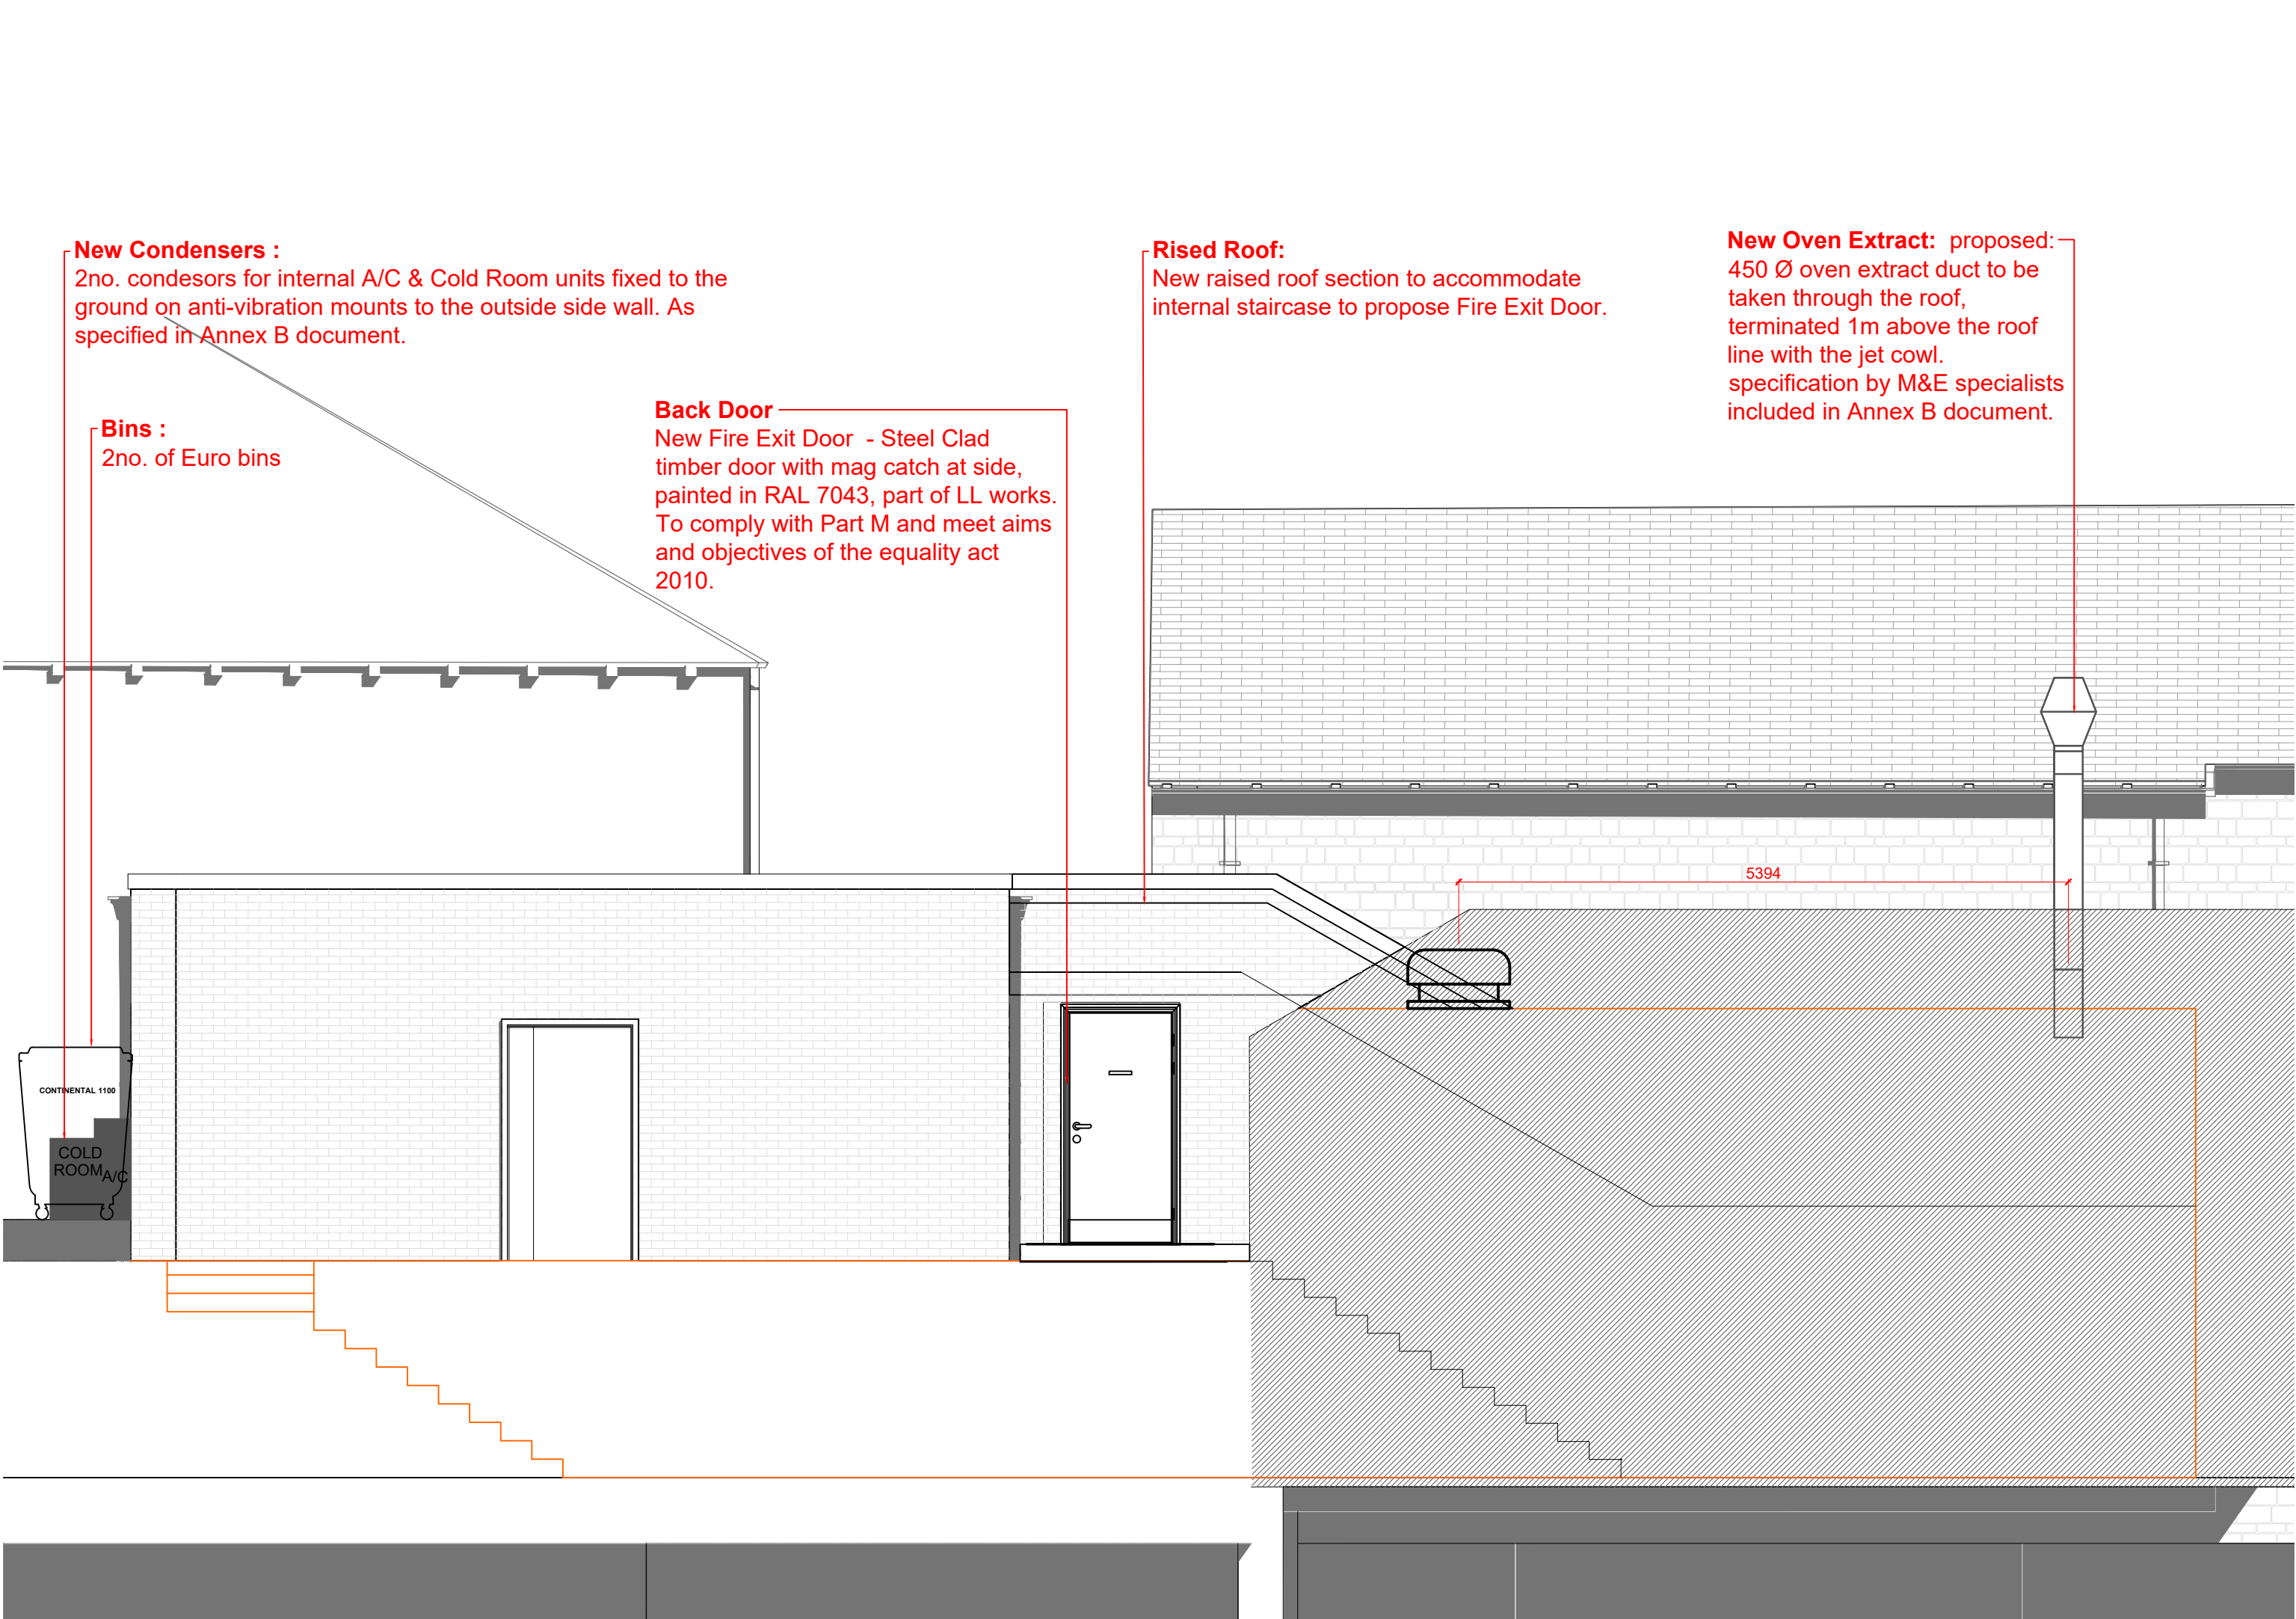 New Condensers :
2no. condesors for internal A/C & Cold Room units fixed to the
ground on anti-vibration mounts to the outside side wall. As
specified in Annex B document.
Bins :
2no. of Euro bins
Back Door
New Fire Exit Door - Steel Clad
timber door with mag catch at side,
painted in RAL 7043, part of LL works.
To comply with Part M and meet aims
and objectives of the equality act
2010.
Rised Roof:
New raised roof section to accommodate
internal staircase to propose Fire Exit Door.
New Oven Extract: proposed:
450 Ø oven extract duct to be
taken through the roof,
terminated 1m above the roof
line with the jet cowl.
specification by M&E specialists
included in Annex B document.
5394
CONTINENTAL 1100
COLD
ROOM
A/C